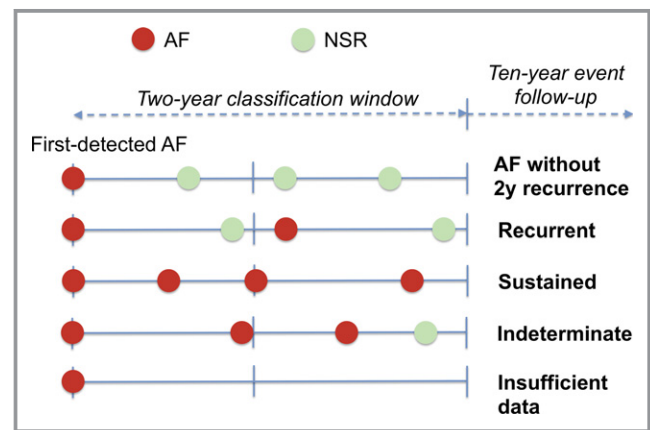 AF
NSR
Two-year classification window
Ten-year event
follow-up
First-detected AF
AF without
2y recurrence
Recurrent
Sustained
Indeterminate
Insufficient
data